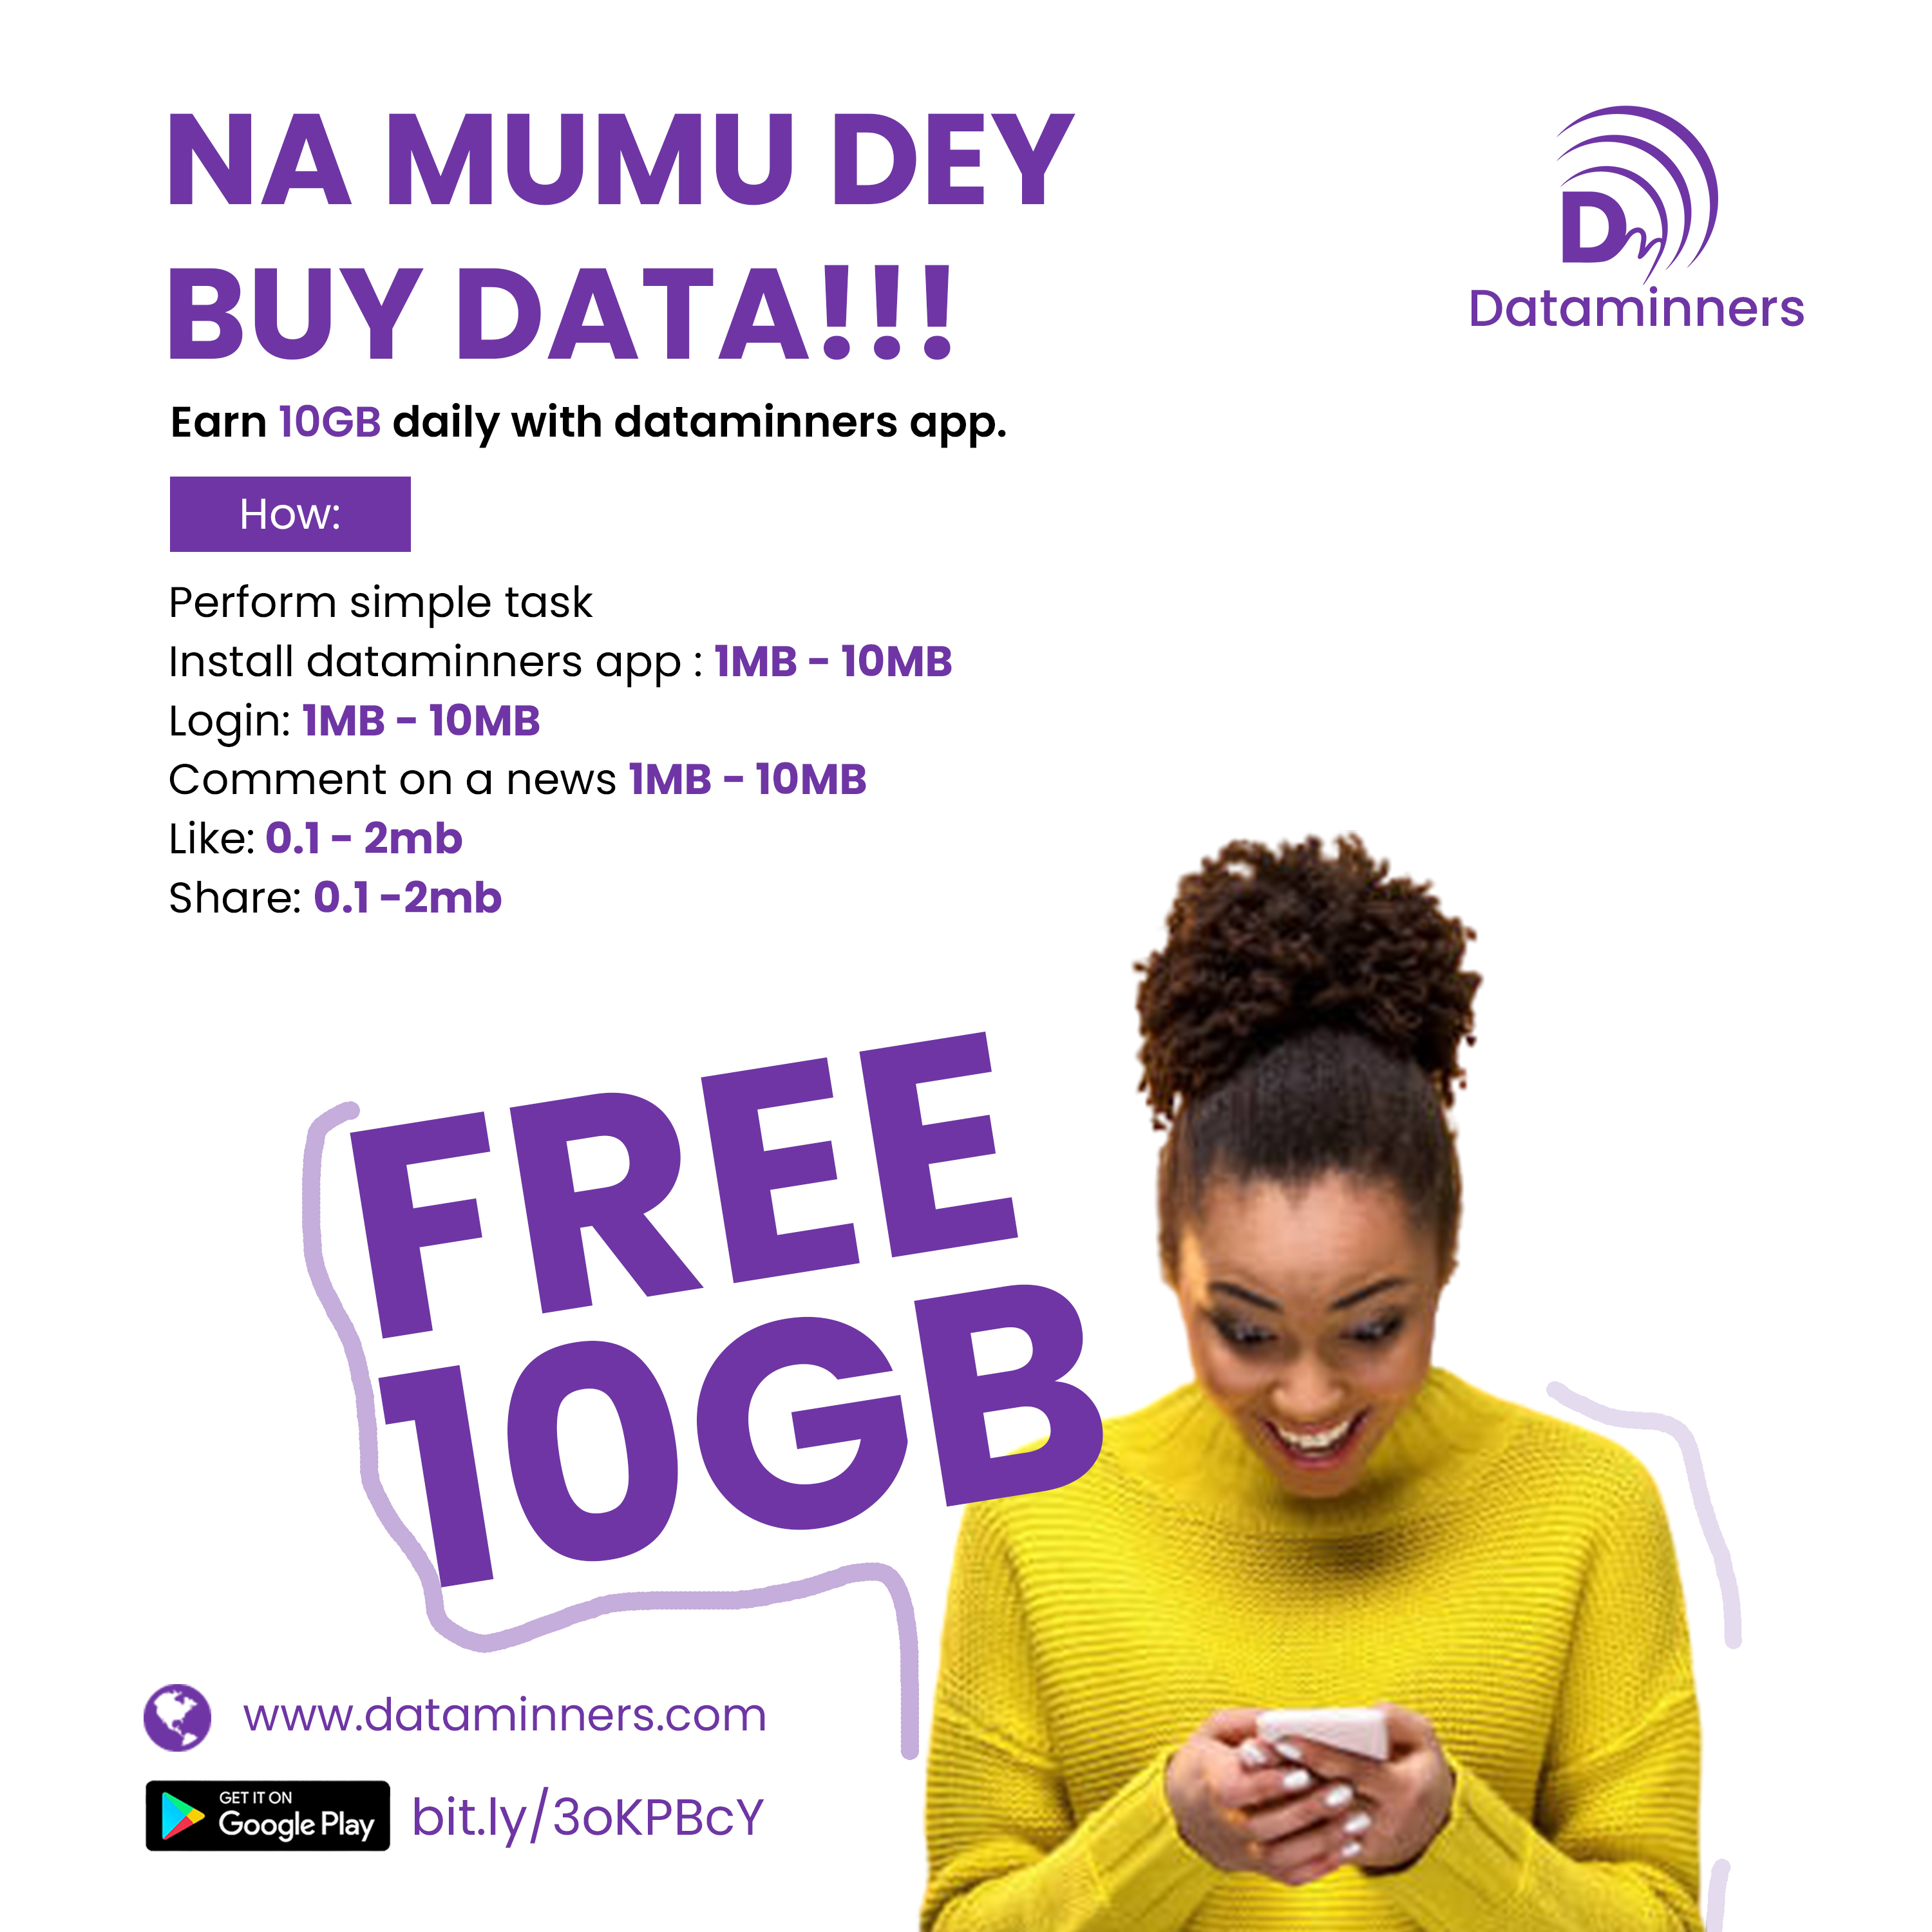 NA MUMU DEY
BUY DATA!!!
Dm
Dataminners
Earn 10GB daily with dataminners app.
How:
Perform simple task
Install dataminners app : 1MB - 10MB
Login: 1MB - 10MB
Comment on a news 1MB - 10MB
Like: 0.1 - 2mb
Share: 0.1 -2mb
FREE
10GB
www.dataminners.com
GET IT ON
Google Play
bit.ly/3oKPBcY